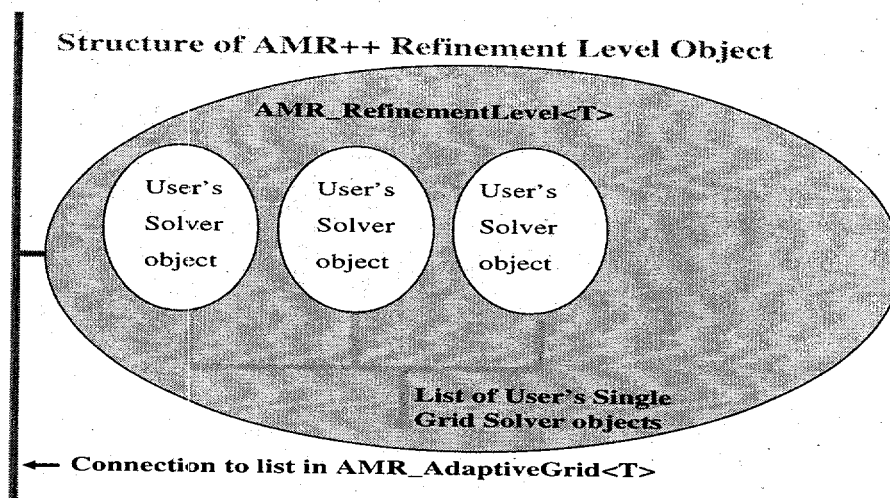 Structure of AMR++ Refinement Level Object
AMR_RefinementLevel<T>
User's
Solver
object
User's
Solver
object
User's
Solver
object
List of User's Single
Grid Solver objects
Connection to list in AMR_AdaptiveGrid<T>